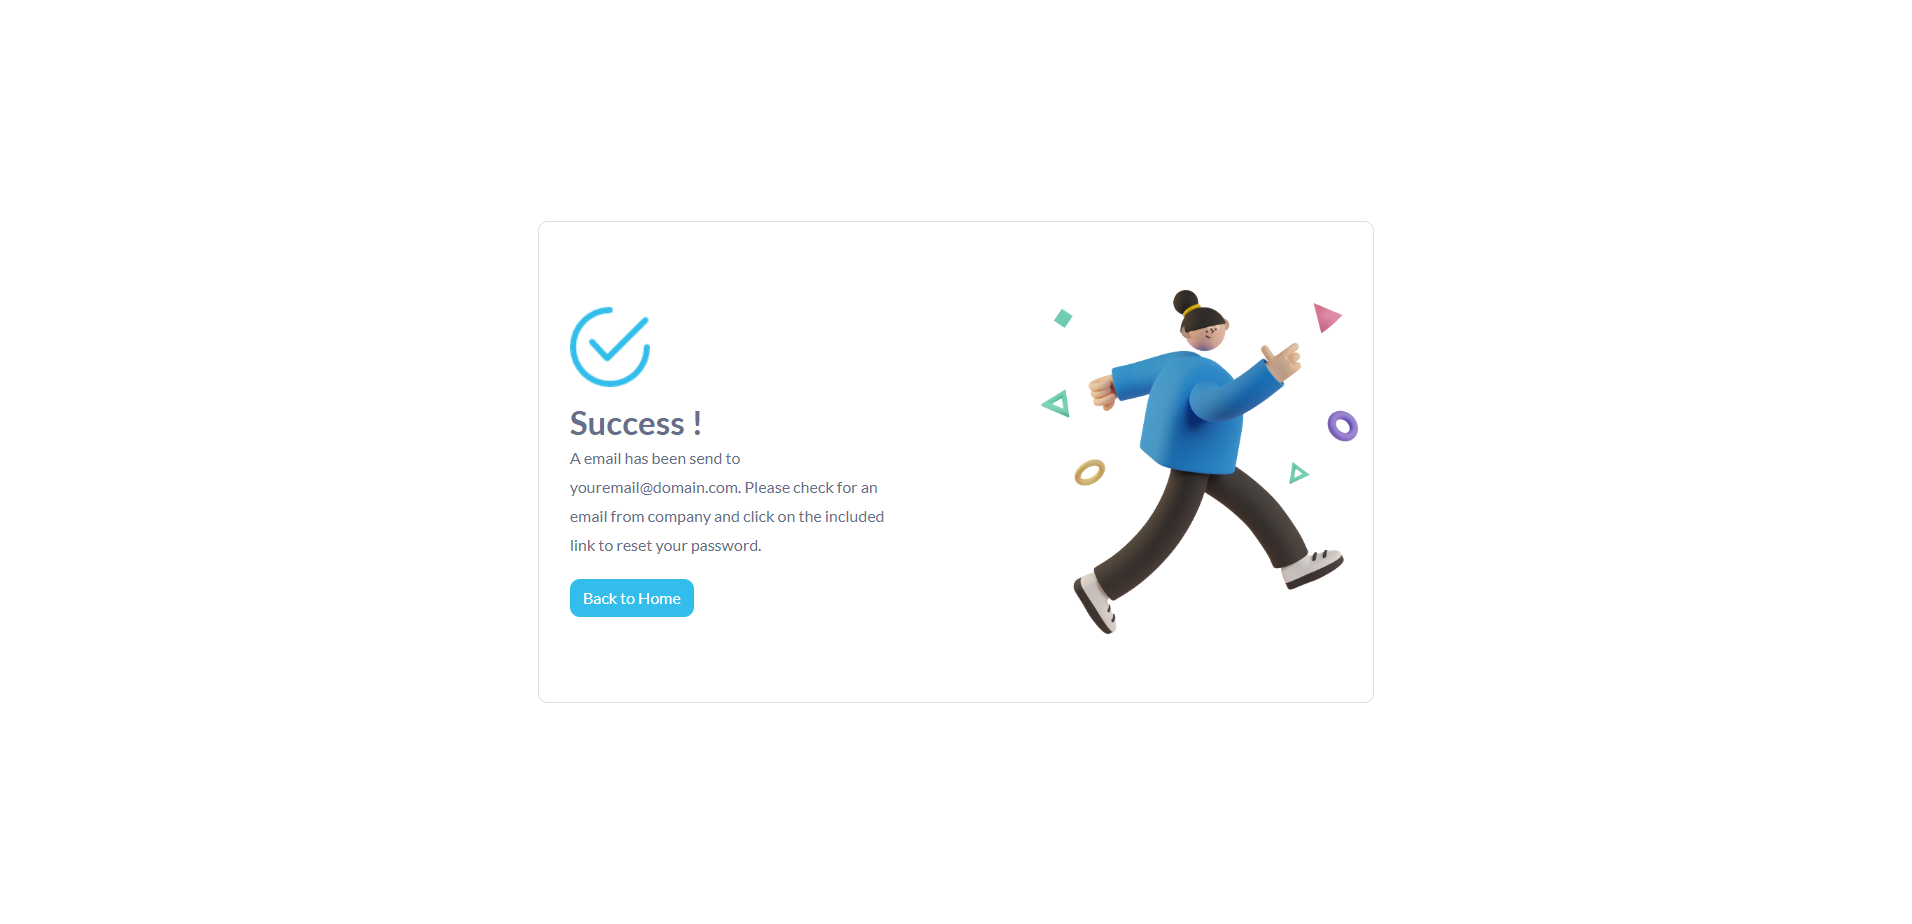 Success !
A email has been send to
youremail@domain.com. Please check for an
email from company and click on the included
link to reset your password.
Back to Home